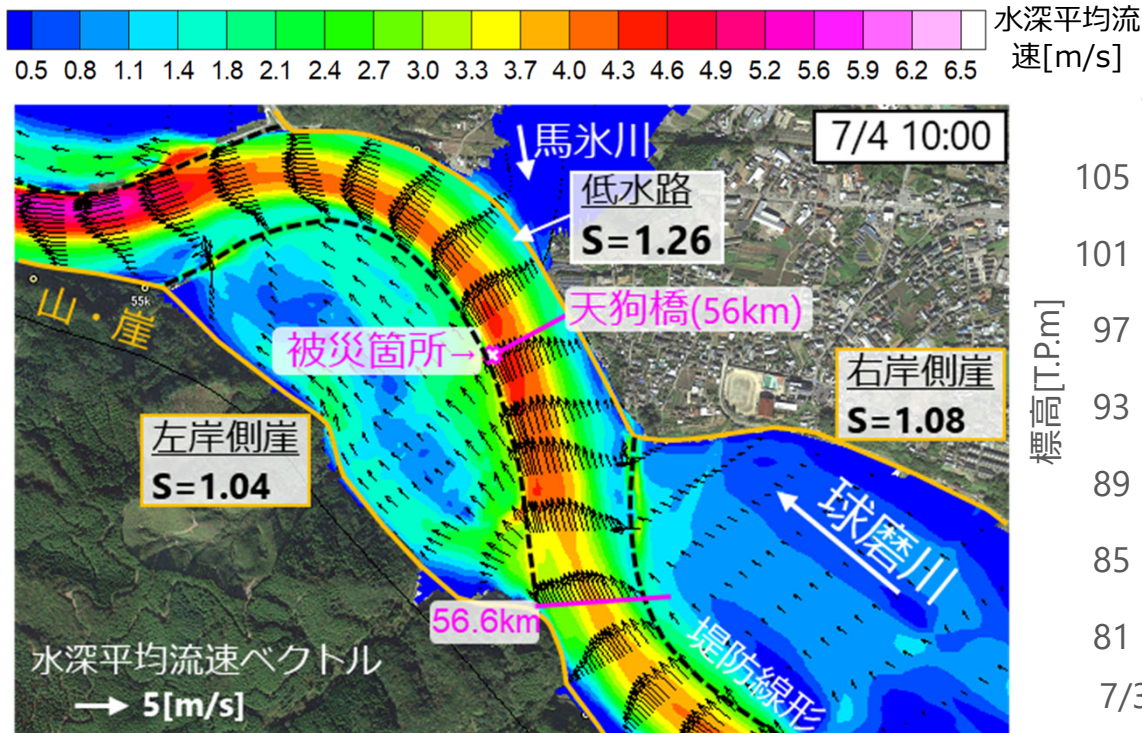 水深平均流
速[m/s]
0.5 0.8 1.1 1.4 1.8 2.1 2.4 2.7 3.0 3.3 3.7 4.0 4.3 4.6 4.9 5.2 5.6 5.9 6.2 6.5
7/4 10:00
馬氷川
低水路
S=1.26
天狗橋(56km)
被災箇所→
山・崖
55k
右岸側崖
S=1.08
左岸側崖
S=1.04
球磨川
56.6km
堤防線形
水深平均流速ベクトル
5[m/s]
標高[T.P.m]
105
101
97
93
89
85
81
7/3